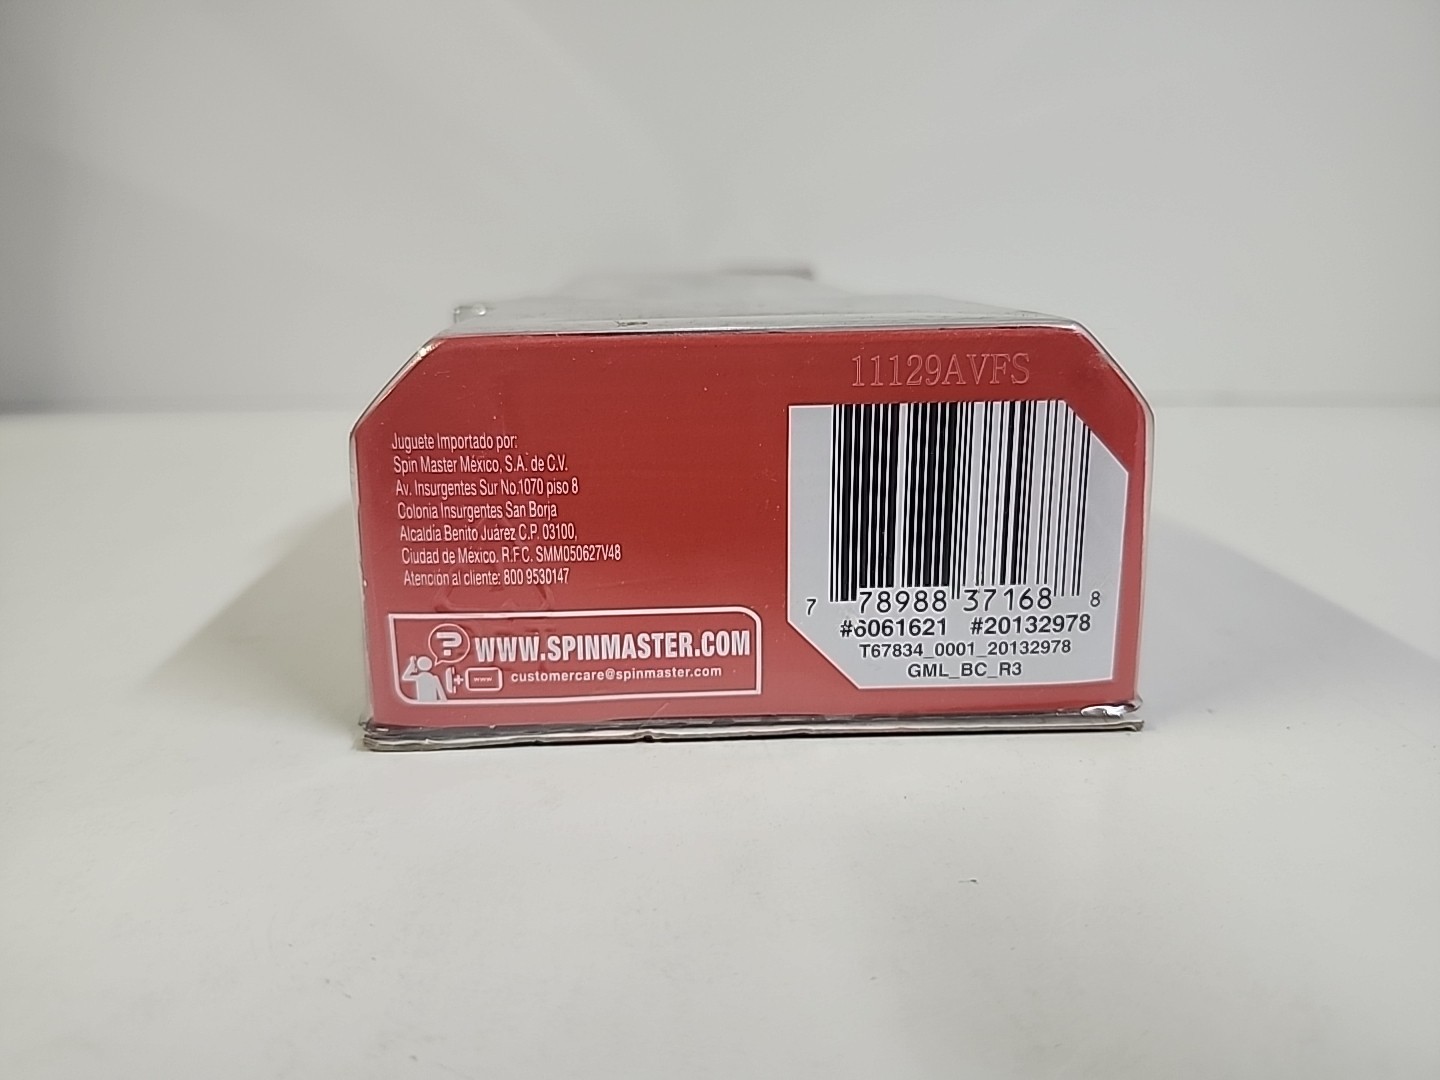 11129AVFS
Juguete Importado por:
Spin Master México, S.A. de C.V.
Av. Insurgentes Sur No.1070 piso 8
Colonia Insurgentes San Borja
Alcaldía Benito Juárez C.P. 03100,
Ciudad de México. R.F.C. SMM050627V48
Atención al cliente: 800 9530147
? WWW.SPINMASTER.COM
+ www customercare@spinmaster.com
7 78988 37168 8
#6061621 #20132978
T67834_0001_20132978
GML_BC_R3